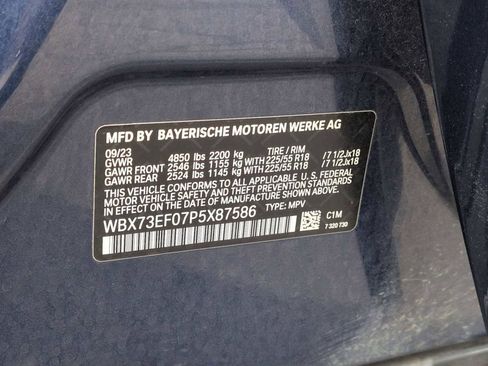 MFD BY BAYERISCHE MOTOREN WERKE AG
09/23 TIRE / RIM
GVWR 4850 lbs 2200 kg
GAWR FRONT 2546 lbs 1155 kg WITH 225/55 R18 / 7 1/2Jx18
GAWR REAR 2524 lbs 1145 kg WITH 225/55 R18 / 7 1/2Jx18
THIS VEHICLE CONFORMS TO ALL APPLICABLE U.S. FEDERAL
MOTOR VEHICLE SAFETY AND THEFT PREVENTION STANDARDS
IN EFFECT ON THE DATE OF MANUFACTURE SHOWN ABOVE.
WBX73EF07P5X87586 TYPE: MPV
C1M
7 320 730